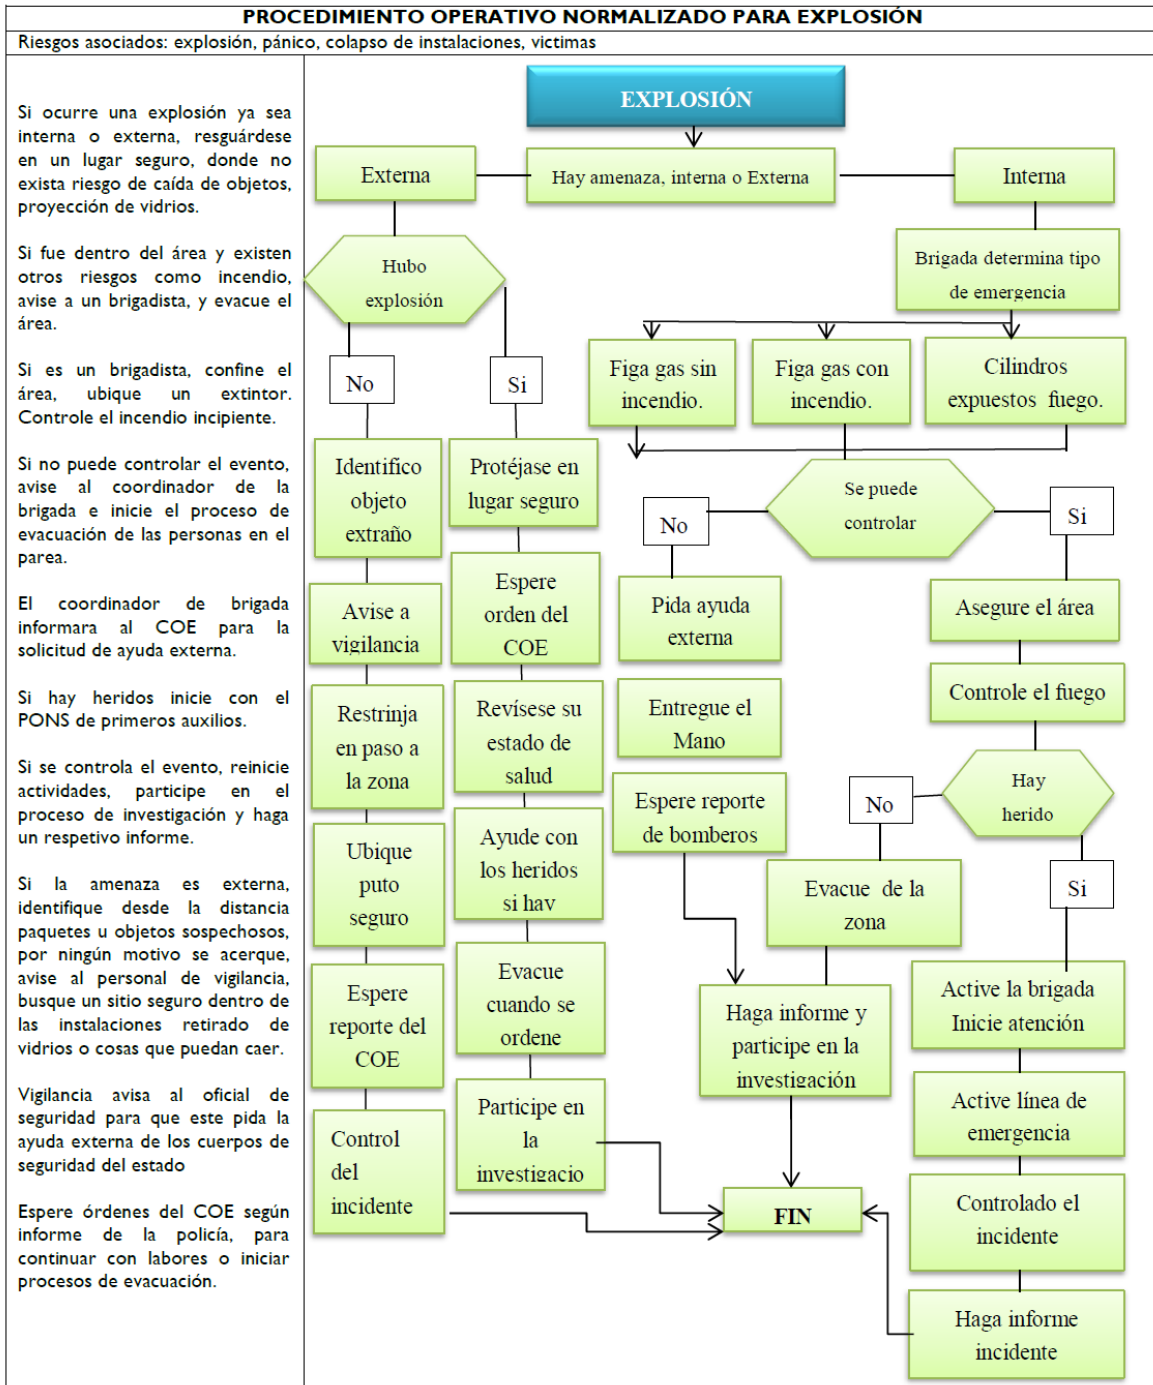 PROCEDIMIENTO OPERATIVO NORMALIZADO PARA EXPLOSIÓN
Riesgos asociados: explosión, pánico, colapso de instalaciones, victimas
Si ocurre una explosión ya sea
interna o externa, resguárdese
en un lugar seguro, donde no
exista riesgo de caída de objetos,
proyección de vidrios.
Si fue dentro del área y existen
otros riesgos como incendio,
avise a un brigadista, y evacue el
área.
Si es un brigadista, confine el
área, ubique un extintor.
Controle el incendio incipiente.
Si no puede controlar el evento,
avise al coordinador de la
brigada e inicie el proceso de
evacuación de las personas en el
parea.
El coordinador de brigada
informara al COE para la
solicitud de ayuda externa.
Si hay heridos inicie con el
PONS de primeros auxilios.
Si se controla el evento, reinicie
actividades, participe en el
proceso de investigación y haga
un respetivo informe.
Si la amenaza es externa,
identifique desde la distancia
paquetes u objetos sospechosos,
por ningún motivo se acerque,
avise al personal de vigilancia,
busque un sitio seguro dentro de
las instalaciones retirado de
vidrios o cosas que puedan caer.
Vigilancia avisa al oficial de
seguridad para que este pida la
ayuda externa de los cuerpos de
seguridad del estado
Espere órdenes del COE según
informe de la policía, para
continuar con labores o iniciar
procesos de evacuación.
EXPLOSIÓN
Externa
Hay amenaza, interna o Externa
Interna
Hubo
explosión
Brigada determina tipo
de emergencia
No
Si
Figa gas sin
incendio.
Figa gas con
incendio.
Cilindros
expuestos fuego.
Identifico
objeto
extraño
Protéjase en
lugar seguro
Se puede
controlar
No
Si
Avise a
vigilancia
Espere
orden del
COE
Pida ayuda
externa
Asegure el área
Restrinja
en paso a
la zona
Revísese su
estado de
salud
Entregue el
Mano
Controle el fuego
Espere reporte
de bomberos
No
Hay
herido
Ubique
puto
seguro
Ayude con
los heridos
si hay
Evacue de la
zona
Si
Espere
reporte del
COE
Evacue
cuando se
ordene
Haga informe y
participe en la
investigación
Active la brigada
Inicie atención
Active línea de
emergencia
Control
del
incidente
Participe en
la
investigacio
FIN
Controlado el
incidente
Haga informe
incidente